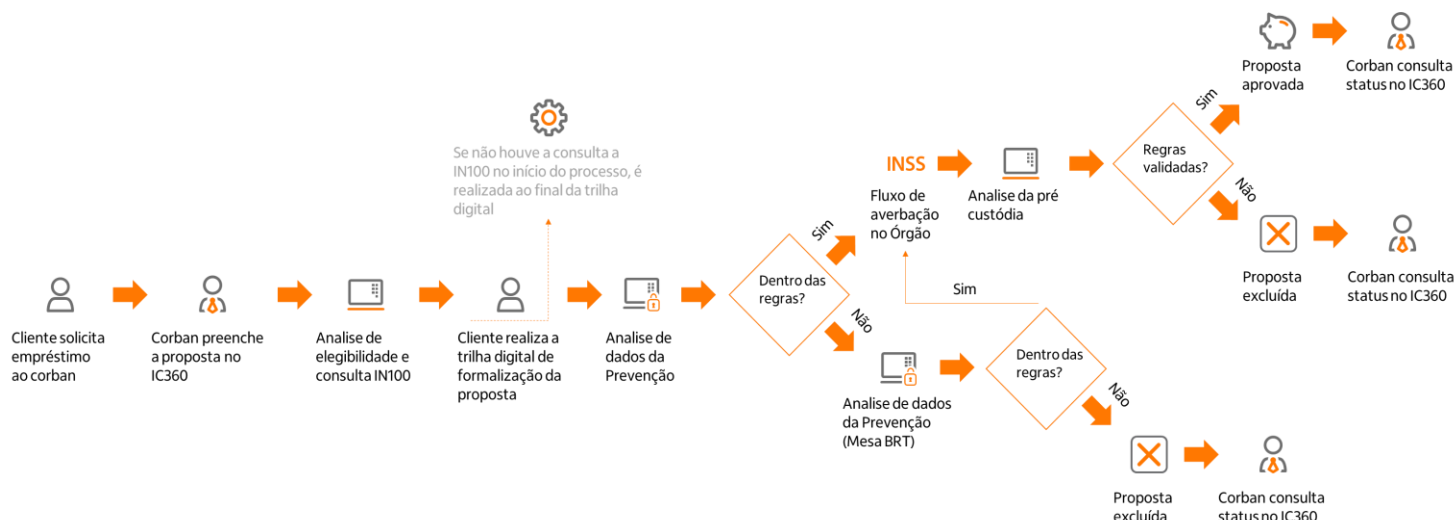 Cliente solicita
empréstimo
ao corban
Corban preenche
a proposta no
IC360
Analise de
elegibilidade e
consulta IN100
Se não houve a consulta a
IN100 no início do processo, é
realizada ao final da trilha
digital
Cliente realiza a
trilha digital de
formalização da
proposta
Analise de
dados da
Prevenção
Dentro das
regras?
Sim
INSS
Fluxo de
averbação
no Órgão
Analise da pré
custódia
Regras
validadas?
Sim
Proposta
aprovada
Corban consulta
status no IC360
Não
Proposta
excluída
Corban consulta
status no IC360
Não
Analise de dados
da Prevenção
(Mesa BRT)
Dentro das
regras?
Sim
Não
Proposta
excluída
Corban consulta
status no IC360